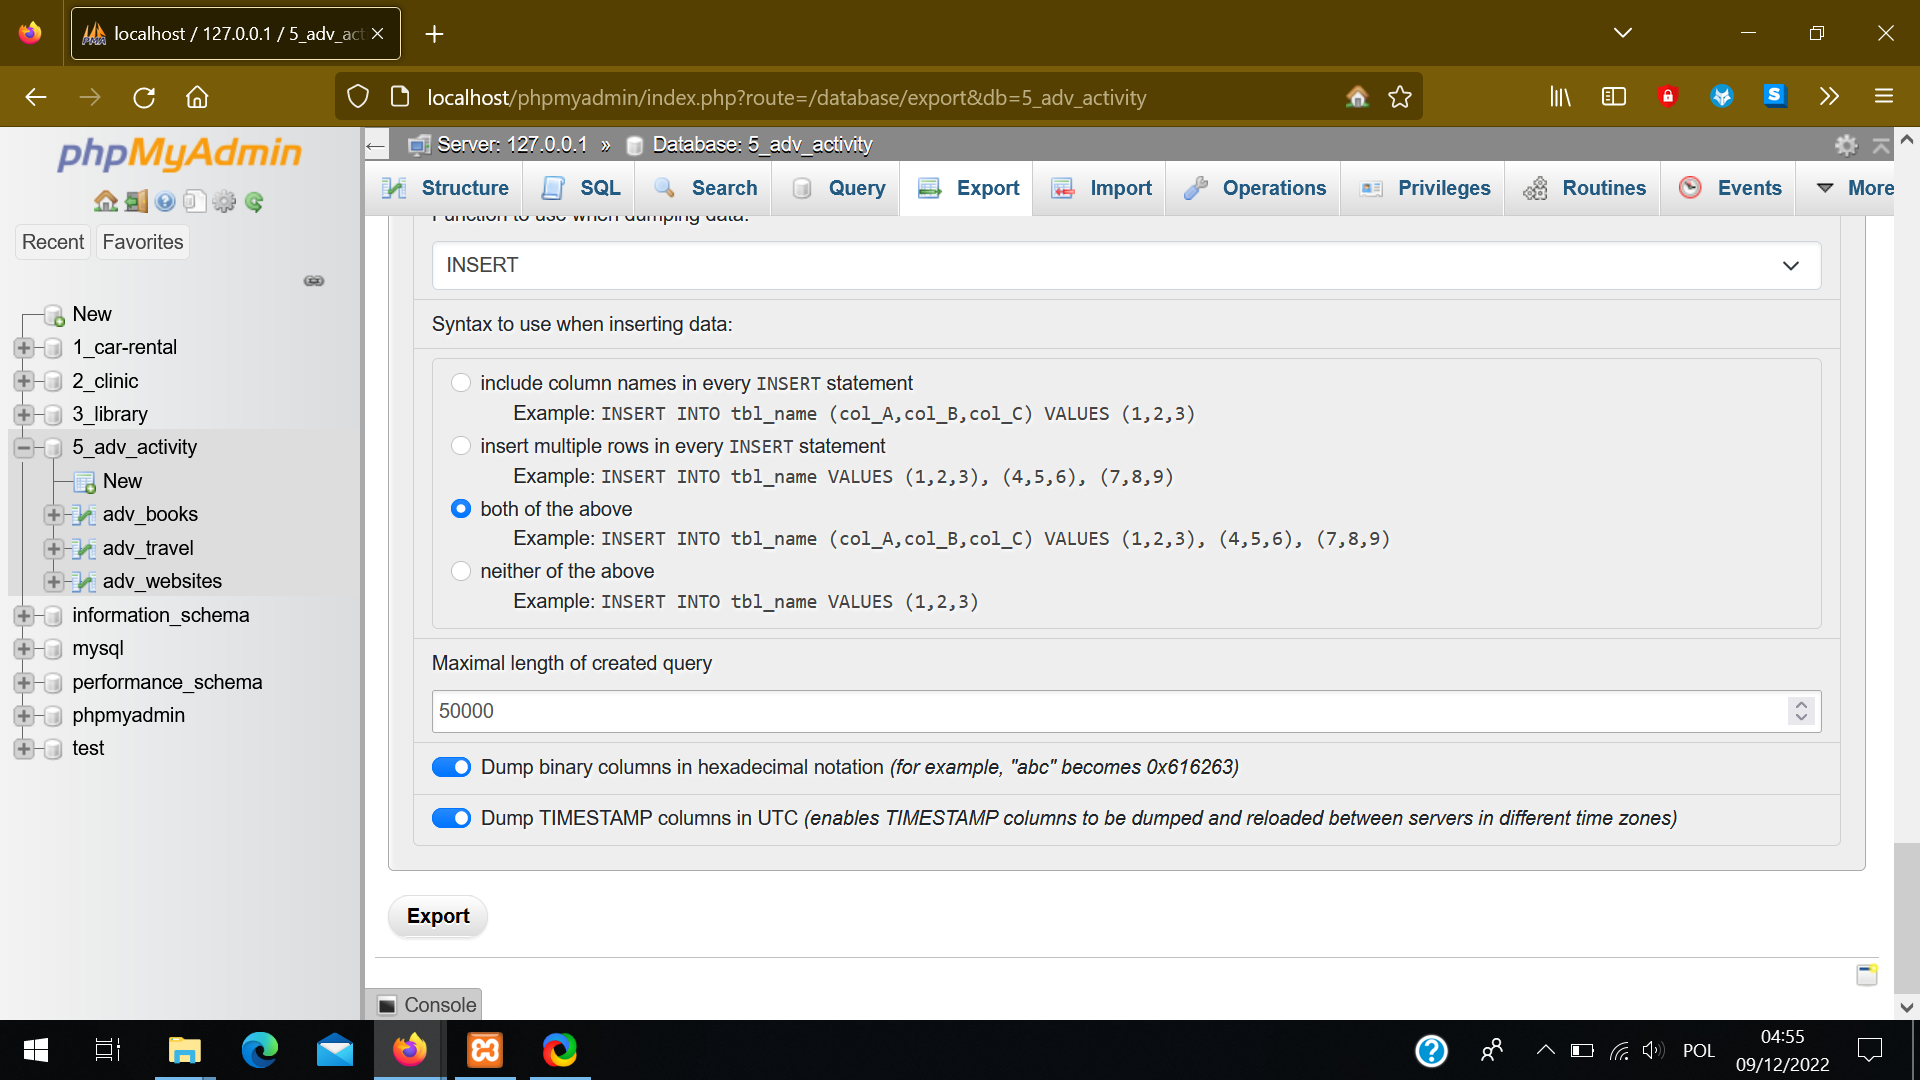 localhost / 127.0.0.1 / 5_adv_act
localhost/phpmyadmin/index.php?route=/database/export&db=5_adv_activity
phpMyAdmin
Recent
Favorites
New
1_car-rental
2_clinic
3_library
5_adv_activity
New
adv_books
adv_travel
adv_websites
information_schema
mysql
performance_schema
phpmyadmin
test
Server: 127.0.0.1 » Database: 5_adv_activity
Structure SQL Search Query Export Import Operations Privileges Routines Events More
Function to use when dumping data:
INSERT
Syntax to use when inserting data:
include column names in every INSERT statement
Example: INSERT INTO tbl_name (col_A,col_B,col_C) VALUES (1,2,3)
insert multiple rows in every INSERT statement
Example: INSERT INTO tbl_name VALUES (1,2,3), (4,5,6), (7,8,9)
both of the above
Example: INSERT INTO tbl_name (col_A,col_B,col_C) VALUES (1,2,3), (4,5,6), (7,8,9)
neither of the above
Example: INSERT INTO tbl_name VALUES (1,2,3)
Maximal length of created query
50000
Dump binary columns in hexadecimal notation (for example, "abc" becomes 0x616263)
Dump TIMESTAMP columns in UTC (enables TIMESTAMP columns to be dumped and reloaded between servers in different time zones)
Export
Console
POL
04:55
09/12/2022